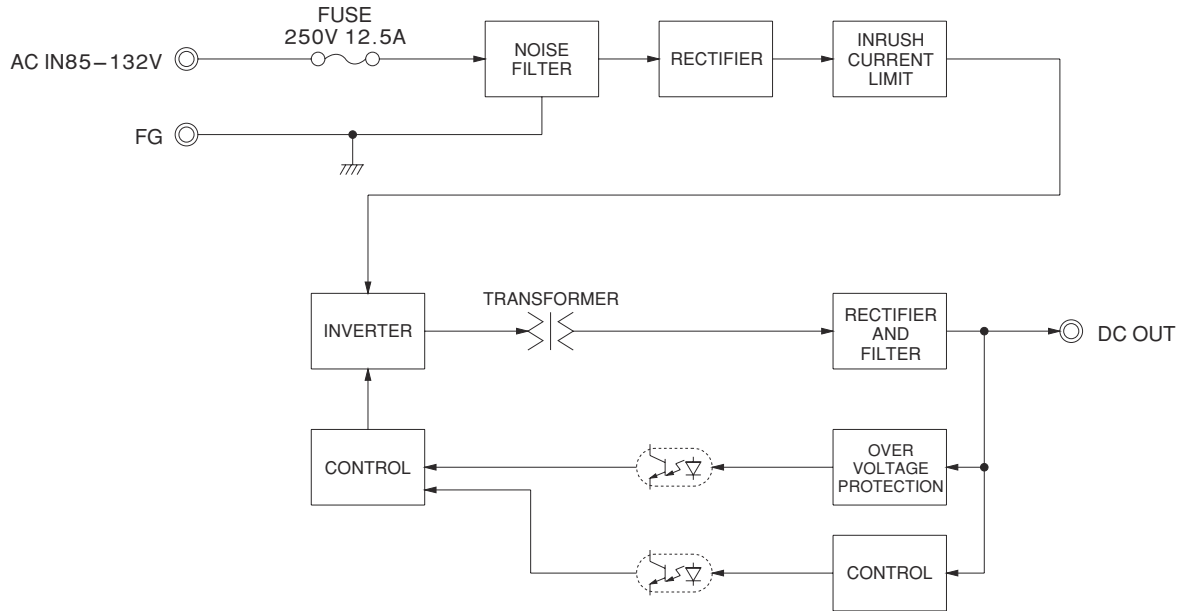 FUSE
250V 12.5A
AC IN85–132V
NOISE
FILTER
RECTIFIER
INRUSH
CURRENT
LIMIT
FG
INVERTER
TRANSFORMER
RECTIFIER
AND
FILTER
DC OUT
CONTROL
OVER
VOLTAGE
PROTECTION
CONTROL